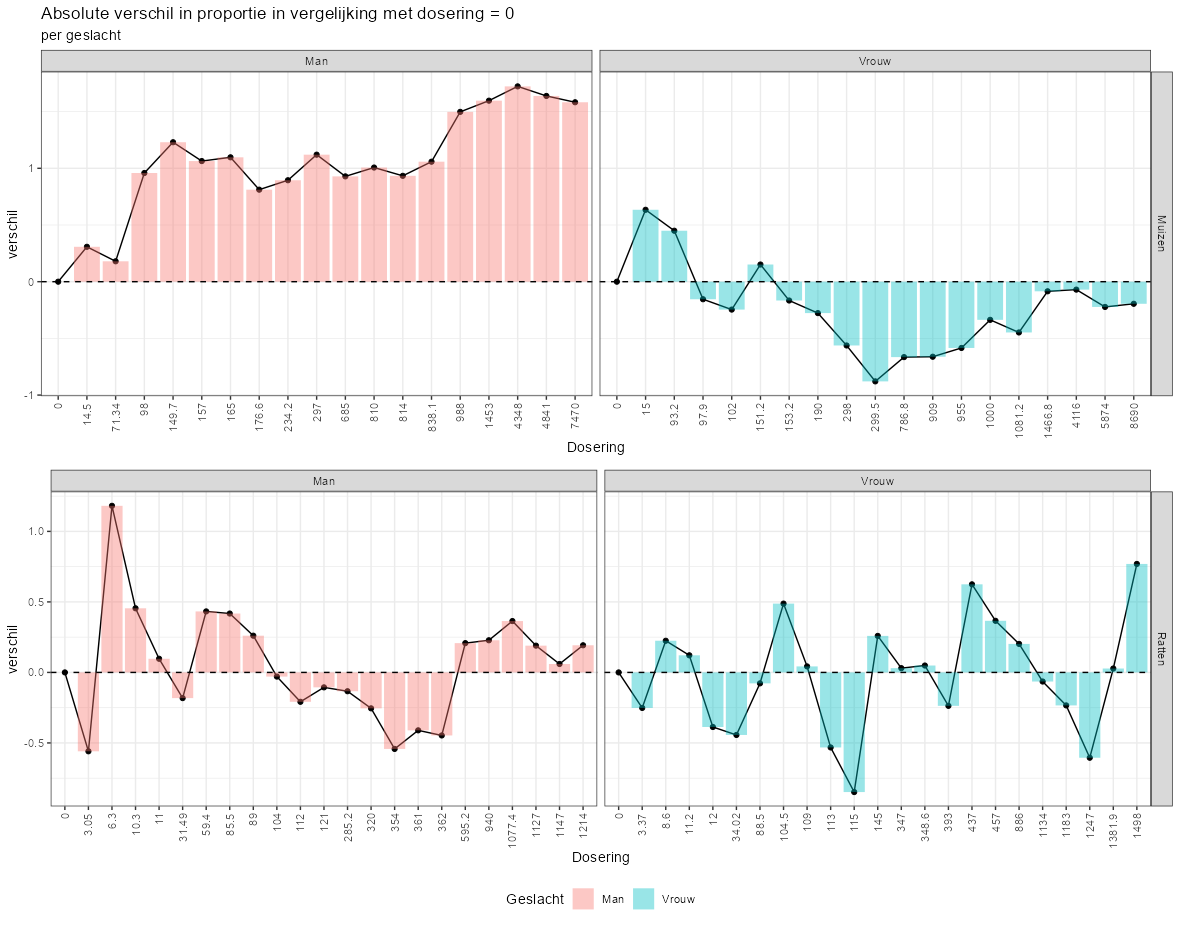 Absolute verschil in proportie in vergelijking met dosering = 0
per geslacht
Man
Vrouw
Muizen
verschil
1
0
-1
0 14.5 71.34 98 149.7 157 165 176.6 234.2 297 685 810 814 838.1 988 1453 4348 4841 7470
0 15 93.2 97.9 102 151.2 153.2 190 298 299.5 786.8 909 955 1000 1081.2 1466.8 4116 5874 8690
Dosering
Man
Vrouw
Ratten
verschil
1.0
0.5
0.0
-0.5
0 3.05 6.3 10.3 11 31.49 59.4 85.5 89 104 112 121 285.2 320 354 361 362 595.2 940 1077.4 1127 1147 1214
0 3.37 8.6 11.2 12 34.02 88.5 104.5 109 113 115 145 347 348.6 393 437 457 886 1134 1183 1247 1381.9 1498
Dosering
Geslacht Man Vrouw